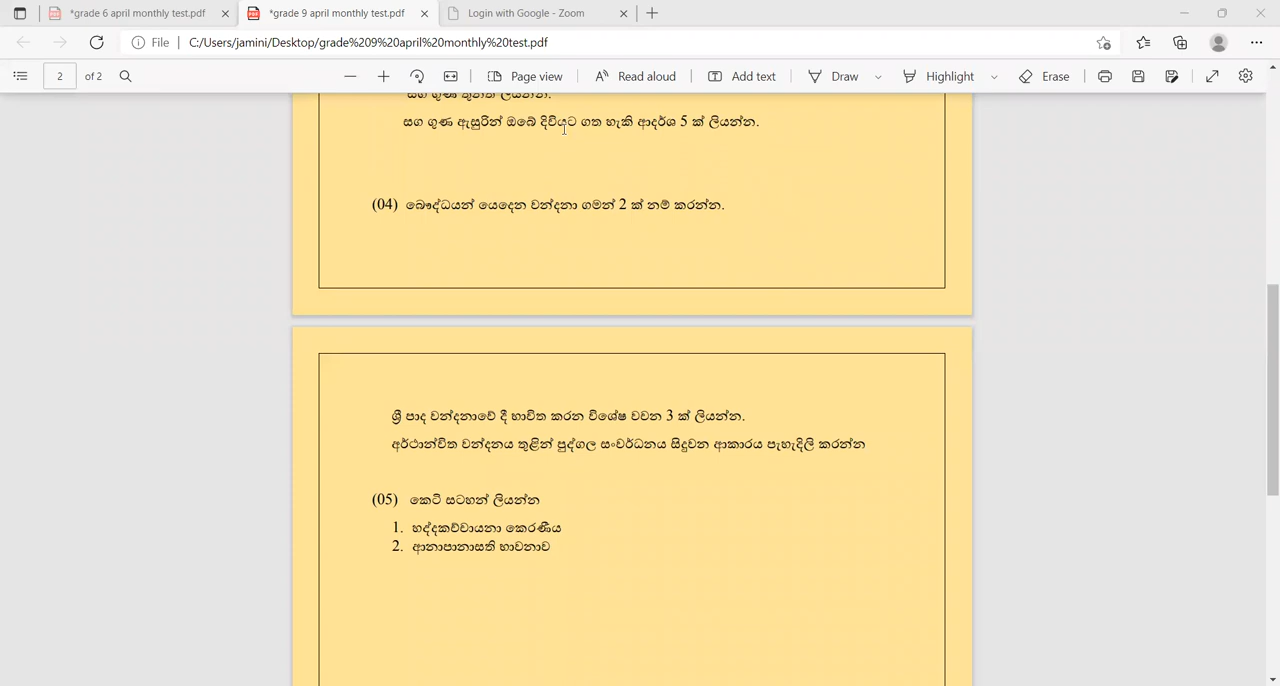 *grade 6 april monthly test.pdf
*grade 9 april monthly test.pdf
Login with Google - Zoom
File
C:/Users/jamini/Desktop/grade%209%20april%20monthly%20test.pdf
2 of 2
Page view
Read aloud
Add text
Draw
Highlight
Erase
සඟ ගුණ ඇසුරින් ඔබේ දිවියට ගත හැකි ආදර්ශ 5 ක් ලියන්න.
(04) බෞද්ධයන් යෙදෙන වන්දනා ගමන් 2 ක් නම් කරන්න.
ශ්‍රී පාද වන්දනාවේ දී භාවිත කරන විශේෂ වචන 3 ක් ලියන්න.
අර්ථාන්විත වන්දනය තුළින් පුද්ගල සංවර්ධනය සිදුවන ආකාරය පැහැදිලි කරන්න
(05) කෙටි සටහන් ලියන්න
1. භද්දකච්චායනා තෙරණිය
2. ආනාපානාසති භාවනාව